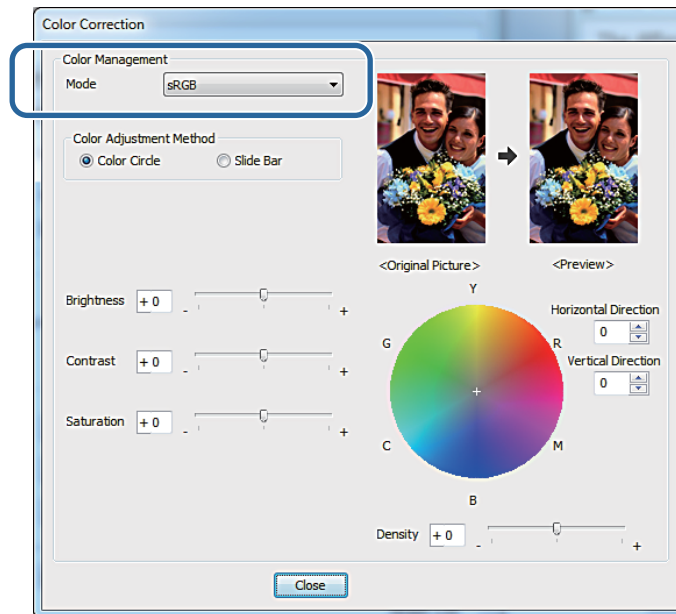 Color Correction
Color Management
Mode sRGB
Color Adjustment Method
Color Circle Slide Bar
<Original Picture> <Preview>
Brightness + 0 - +
Contrast + 0 - +
Saturation + 0 - +
Y
G R
C M
B
Horizontal Direction
0
Vertical Direction
0
Density + 0 - +
Close